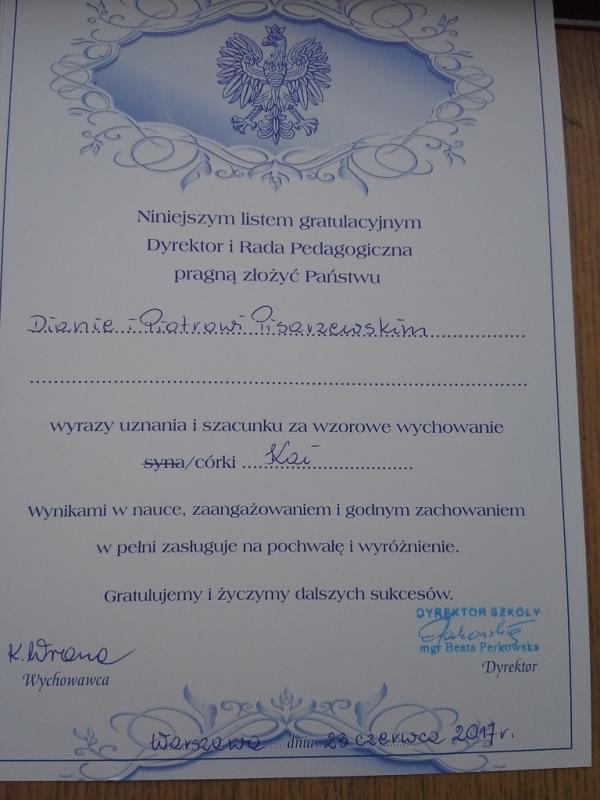 Niniejszym listem gratulacyjnym
Dyrektor i Rada Pedagogiczna
pragną złożyć Państwu
Dianie i Piotrowi Pisarzewskim
wyrazy uznania i szacunku za wzorowe wychowanie
syna/córki Kai
Wynikami w nauce, zaangażowaniem i godnym zachowaniem
w pełni zasługuje na pochwałę i wyróżnienie.
Gratulujemy i życzymy dalszych sukcesów.
DYREKTOR SZKOŁY
mgr Beata Perkowska
Dyrektor
K. Wrona
Wychowawca
Warszawa dnia 23 czerwca 2017 r.